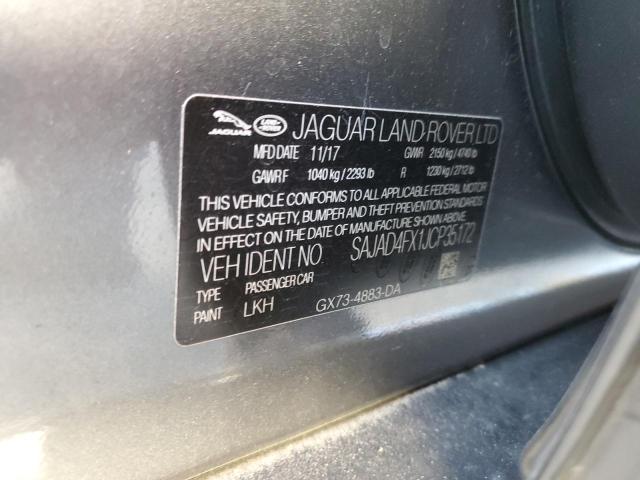 JAGUAR LAND-ROVER JAGUAR LAND ROVER LTD
MFD DATE 11/17 GVWR 2150 kg / 4740 lb
GAWR F 1040 kg / 2293 lb R 1230 kg / 2712 lb
THIS VEHICLE CONFORMS TO ALL APPLICABLE FEDERAL MOTOR
VEHICLE SAFETY, BUMPER AND THEFT PREVENTION STANDARDS
IN EFFECT ON THE DATE OF MANUFACTURE SHOWN ABOVE.
VEH IDENT NO. SAJAD4FX1JCP35172
TYPE PASSENGER CAR
PAINT LKH GX73-4883-DA